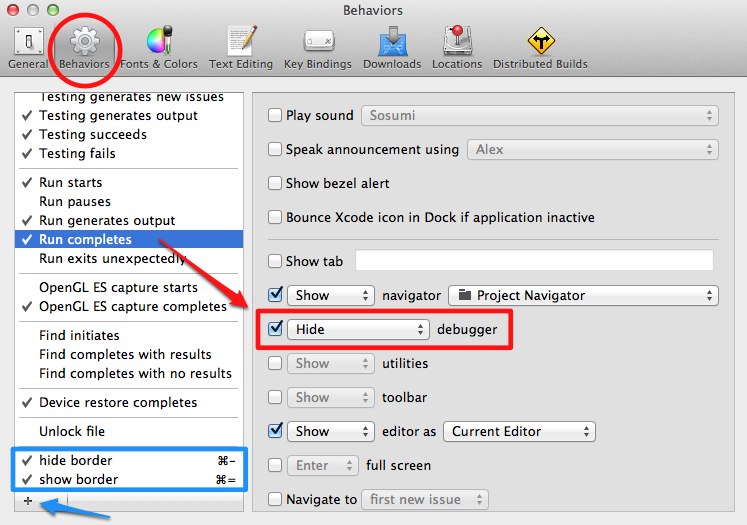 Behaviors
General Behaviors Fonts & Colors Text Editing Key Bindings Downloads Locations Distributed Builds
Testing generates new issues
Testing generates output
Testing succeeds
Testing fails
Run starts
Run pauses
Run generates output
Run completes
Run exits unexpectedly
OpenGL ES capture starts
OpenGL ES capture completes
Find initiates
Find completes with results
Find completes with no results
Device restore completes
Unlock file
hide border ⌘-
show border ⌘=
+
Play sound Sosumi
Speak announcement using Alex
Show bezel alert
Bounce Xcode icon in Dock if application inactive
Show tab
Show navigator Project Navigator
Hide debugger
Show utilities
Show toolbar
Show editor as Current Editor
Enter full screen
Navigate to first new issue